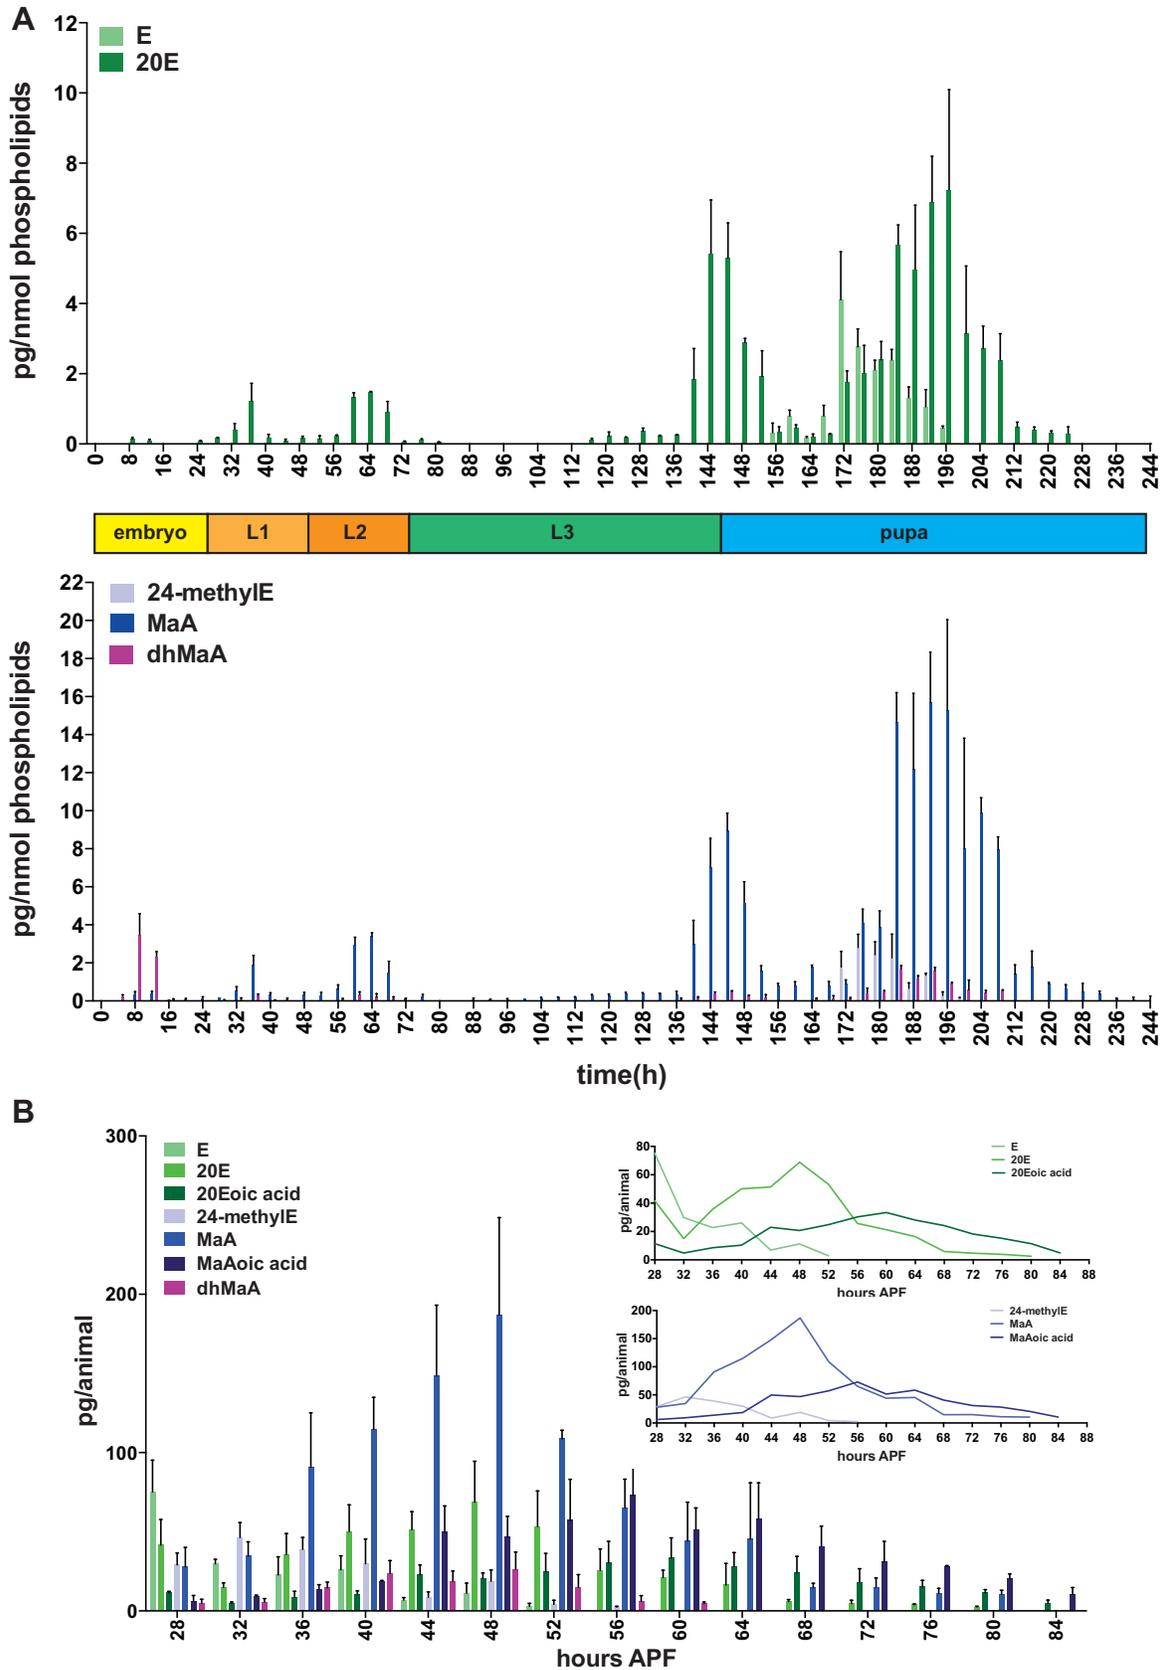 A
12
10
8
6
4
2
0
pg/nmol phospholipids
E
20E
0 8 16 24 32 40 48 56 64 72 80 88 96 104 112 120 128 136 144 148 156 164 172 180 188 196 204 212 220 228 236 244
embryo L1 L2 L3 pupa
22
20
18
16
14
12
10
8
6
4
2
0
pg/nmol phospholipids
24-methylE
MaA
dhMaA
0 8 16 24 32 40 48 56 64 72 80 88 96 104 112 120 128 136 144 148 156 164 172 180 188 196 204 212 220 228 236 244
time(h)
B
300
200
100
0
pg/animal
E
20E
20Eoic acid
24-methylE
MaA
MaAoic acid
dhMaA
28 32 36 40 44 48 52 56 60 64 68 72 76 80 84
hours APF
80
60
40
20
0
pg/animal
E
20E
20Eoic acid
28 32 36 40 44 48 52 56 60 64 68 72 76 80 84 88
hours APF
200
150
100
50
0
pg/animal
24-methylE
MaA
MaAoic acid
28 32 36 40 44 48 52 56 60 64 68 72 76 80 84 88
hours APF